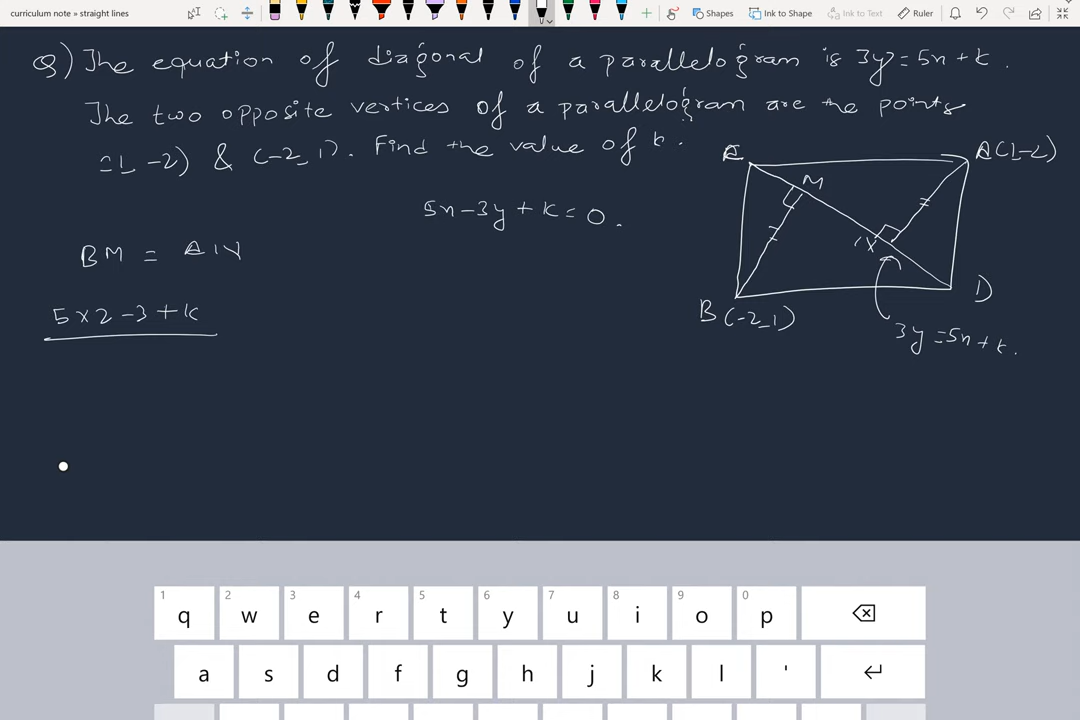 curriculum note » straight lines
Shapes Ink to Shape Ink to Text Ruler
Q) The equation of diagonal of a parallelogram is 3y = 5x + k.
The two opposite vertices of a parallelogram are the points
(1, -2) & (-2, 1). Find the value of k.
A(1-2)
M
5x - 3y + k = 0.
BM = AN
N
D
B(-2,1)
5 × 2 - 3 + k
3y = 5x + k.
1 2 3 4 5 6 7 8 9 0
q w e r t y u i o p
a s d f g h j k l '